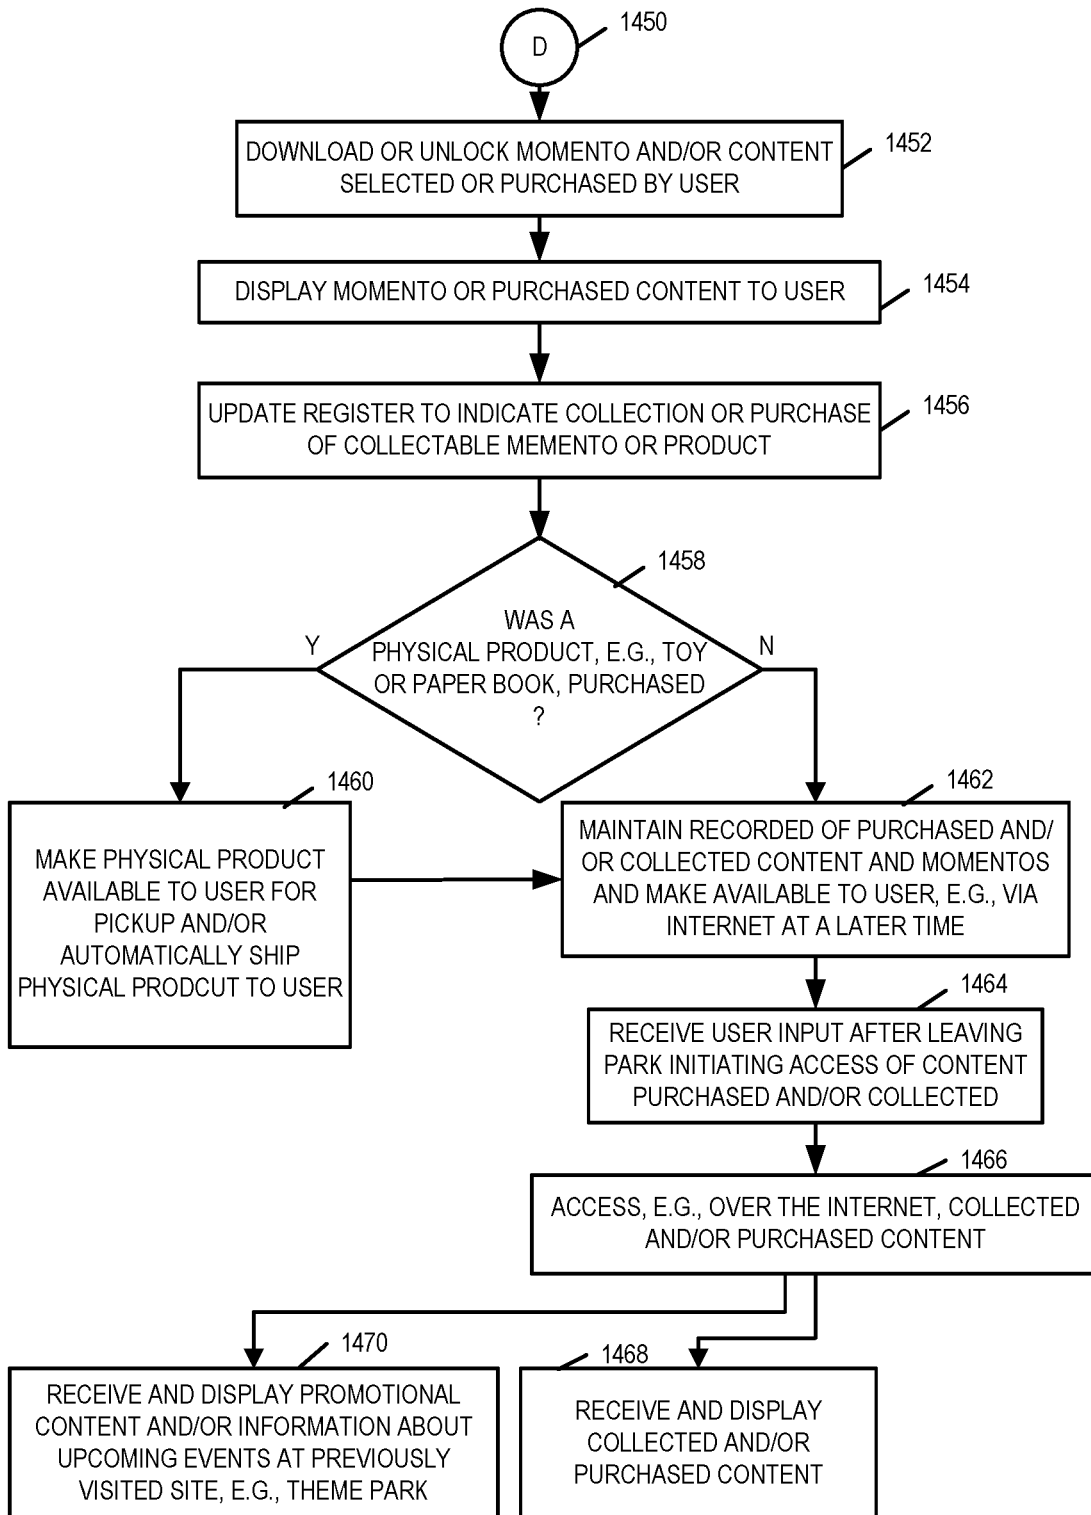 D
1450
DOWNLOAD OR UNLOCK MOMENTO AND/OR CONTENT
SELECTED OR PURCHASED BY USER
1452
DISPLAY MOMENTO OR PURCHASED CONTENT TO USER
1454
UPDATE REGISTER TO INDICATE COLLECTION OR PURCHASE
OF COLLECTABLE MEMENTO OR PRODUCT
1456
1458
WAS A
PHYSICAL PRODUCT, E.G., TOY
OR PAPER BOOK, PURCHASED
?
Y
N
1460
MAKE PHYSICAL PRODUCT
AVAILABLE TO USER FOR
PICKUP AND/OR
AUTOMATICALLY SHIP
PHYSICAL PRODCUT TO USER
1462
MAINTAIN RECORDED OF PURCHASED AND/
OR COLLECTED CONTENT AND MOMENTOS
AND MAKE AVAILABLE TO USER, E.G., VIA
INTERNET AT A LATER TIME
1464
RECEIVE USER INPUT AFTER LEAVING
PARK INITIATING ACCESS OF CONTENT
PURCHASED AND/OR COLLECTED
1466
ACCESS, E.G., OVER THE INTERNET, COLLECTED
AND/OR PURCHASED CONTENT
1470
RECEIVE AND DISPLAY PROMOTIONAL
CONTENT AND/OR INFORMATION ABOUT
UPCOMING EVENTS AT PREVIOUSLY
VISITED SITE, E.G., THEME PARK
1468
RECEIVE AND DISPLAY
COLLECTED AND/OR
PURCHASED CONTENT